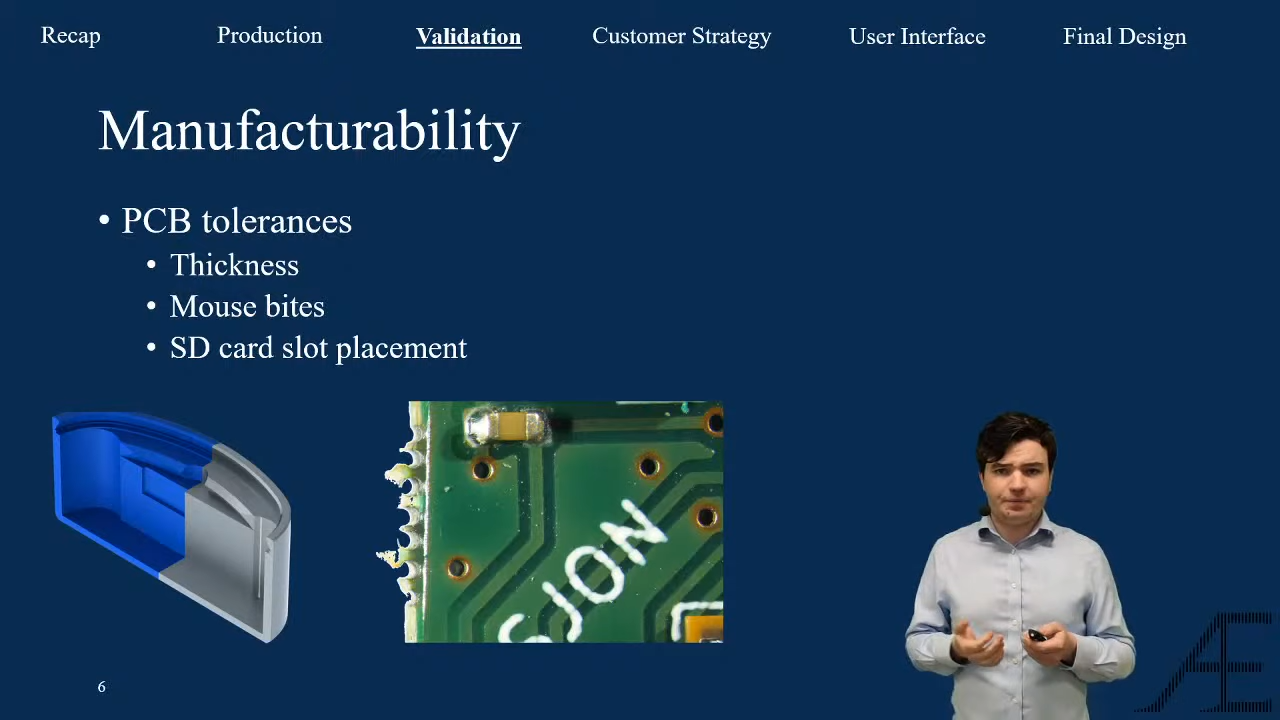 Recap Production Validation Customer Strategy User Interface Final Design
Manufacturability
• PCB tolerances
• Thickness
• Mouse bites
• SD card slot placement
SJON
6
Æ